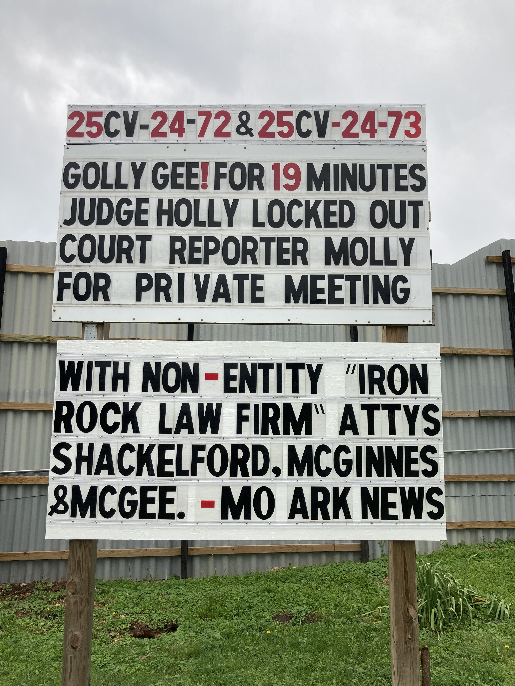 25CV-24-72&25CV-24-73
GOLLY GEE! FOR 19 MINUTES
JUDGE HOLLY LOCKED OUT
COURT REPORTER MOLLY
FOR PRIVATE MEETING
WITH NON-ENTITY "IRON
ROCK LAW FIRM" ATTYS
SHACKELFORD, MCGINNES
&MCGEE. -MO ARK NEWS